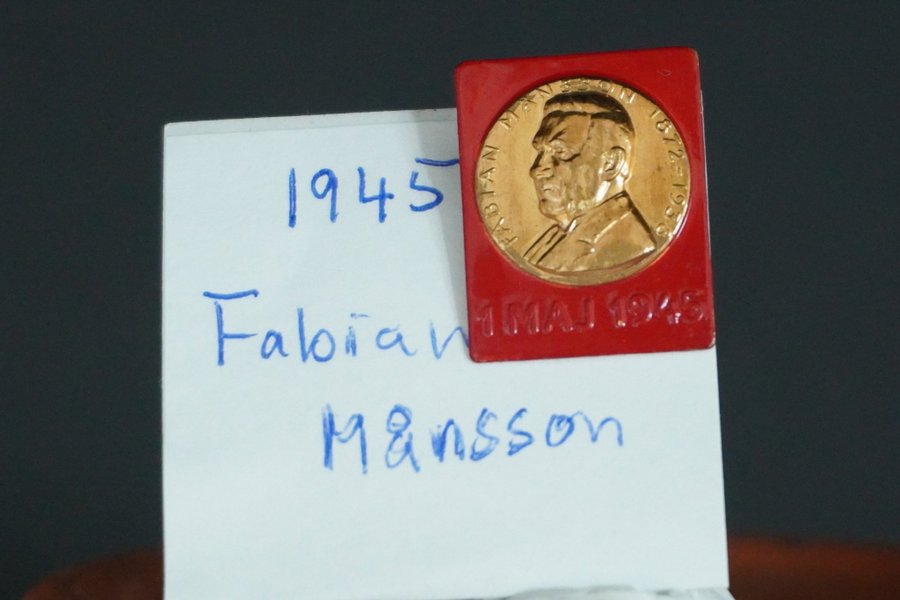 1945
Fabian
Månsson
FABIAN MÅNSSON 1872-1938
1 MAJ 1945